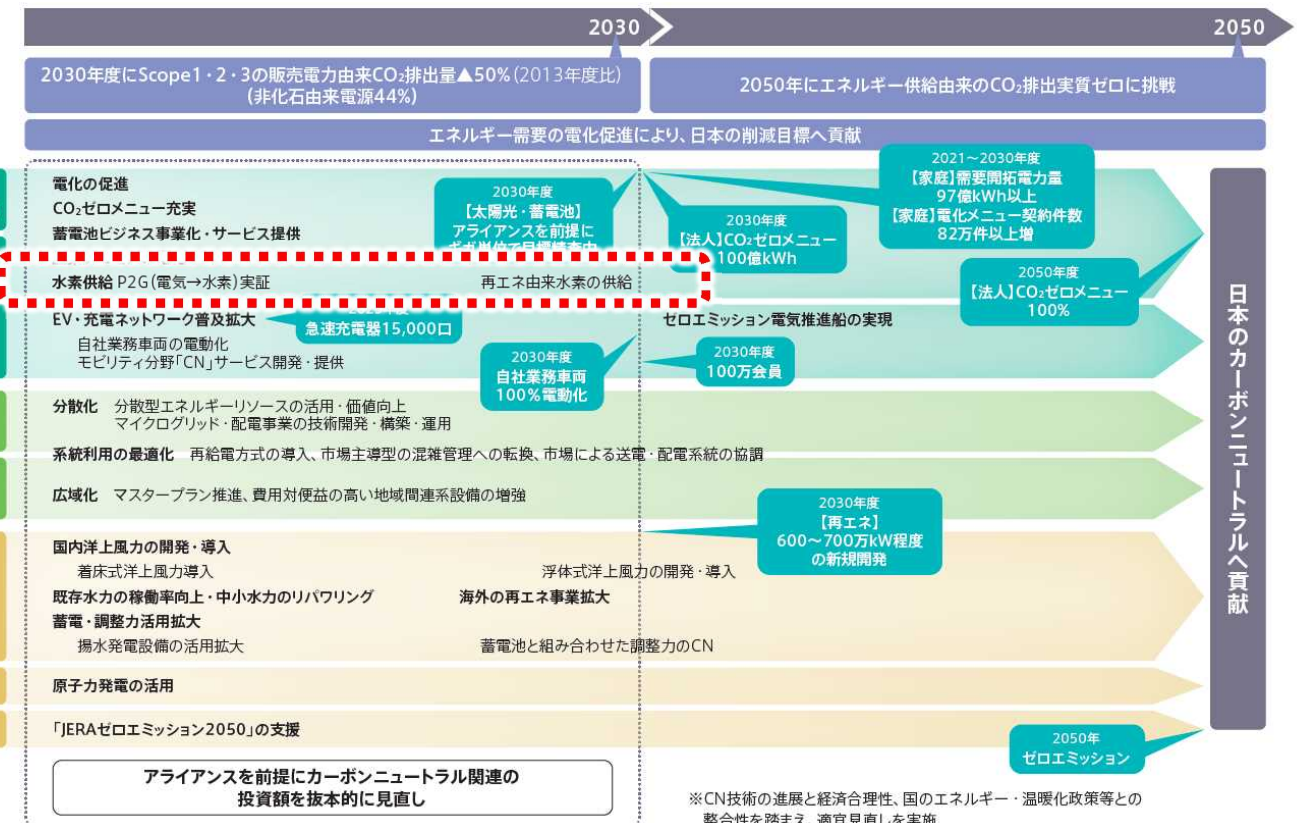 2030
2050
2030年度にScope1・2・3の販売電力由来CO₂排出量▲50%(2013年度比)
(非化石由来電源44%)
2050年にエネルギー供給由来のCO₂排出実質ゼロに挑戦
エネルギー需要の電化促進により、日本の削減目標へ貢献
電化の促進
CO₂ゼロメニュー充実
蓄電池ビジネス事業化・サービス提供
2030年度
【太陽光・蓄電池】
アライアンスを前提に
2030年度
【法人】CO₂ゼロメニュー
100億kWh
2021〜2030年度
【家庭】需要開拓電力量
97億kWh以上
【家庭】電化メニュー契約件数
82万件以上増
水素供給 P2G(電気→水素)実証
再エネ由来水素の供給
2050年度
【法人】CO₂ゼロメニュー
100%
EV・充電ネットワーク普及拡大
急速充電器15,000口
ゼロエミッション電気推進船の実現
自社業務車両の電動化
モビリティ分野「CN」サービス開発・提供
2030年度
自社業務車両
100%電動化
2030年度
100万会員
分散化 分散型エネルギーリソースの活用・価値向上
マイクログリッド・配電事業の技術開発・構築・運用
系統利用の最適化 再給電方式の導入、市場主導型の混雑管理への転換、市場による送電・配電系統の協調
広域化 マスタープラン推進、費用対便益の高い地域間連系設備の増強
2030年度
【再エネ】
600〜700万kW程度
の新規開発
国内洋上風力の開発・導入
着床式洋上風力導入
浮体式洋上風力の開発・導入
既存水力の稼働率向上・中小水力のリパワリング
海外の再エネ事業拡大
蓄電・調整力活用拡大
揚水発電設備の活用拡大
蓄電池と組み合わせた調整力のCN
原子力発電の活用
「JERAゼロエミッション2050」の支援
2050年
ゼロエミッション
日本のカーボンニュートラルへ貢献
アライアンスを前提にカーボンニュートラル関連の
投資額を抜本的に見直し
※CN技術の進展と経済合理性、国のエネルギー・温暖化政策等との
整合性を踏まえ、適宜見直しを実施